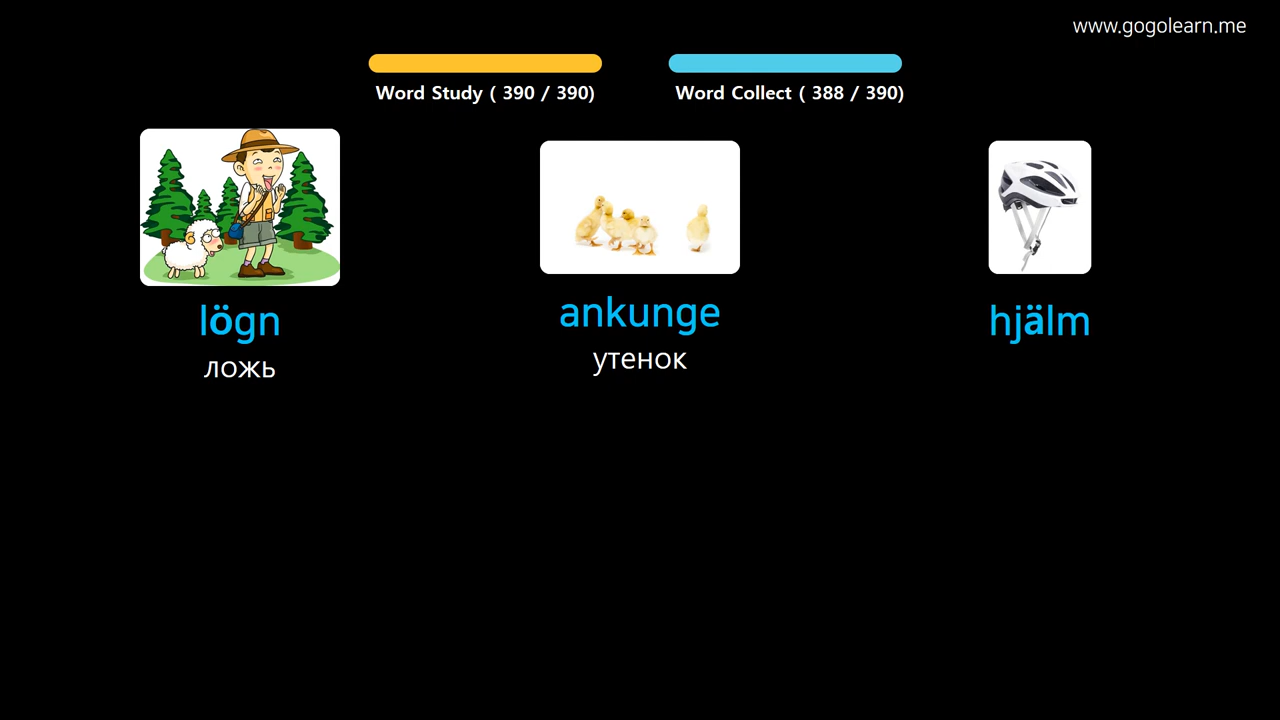 www.gogolearn.me
Word Study ( 390 / 390)
Word Collect ( 388 / 390)
lögn
ложь
ankunge
утенок
hjälm